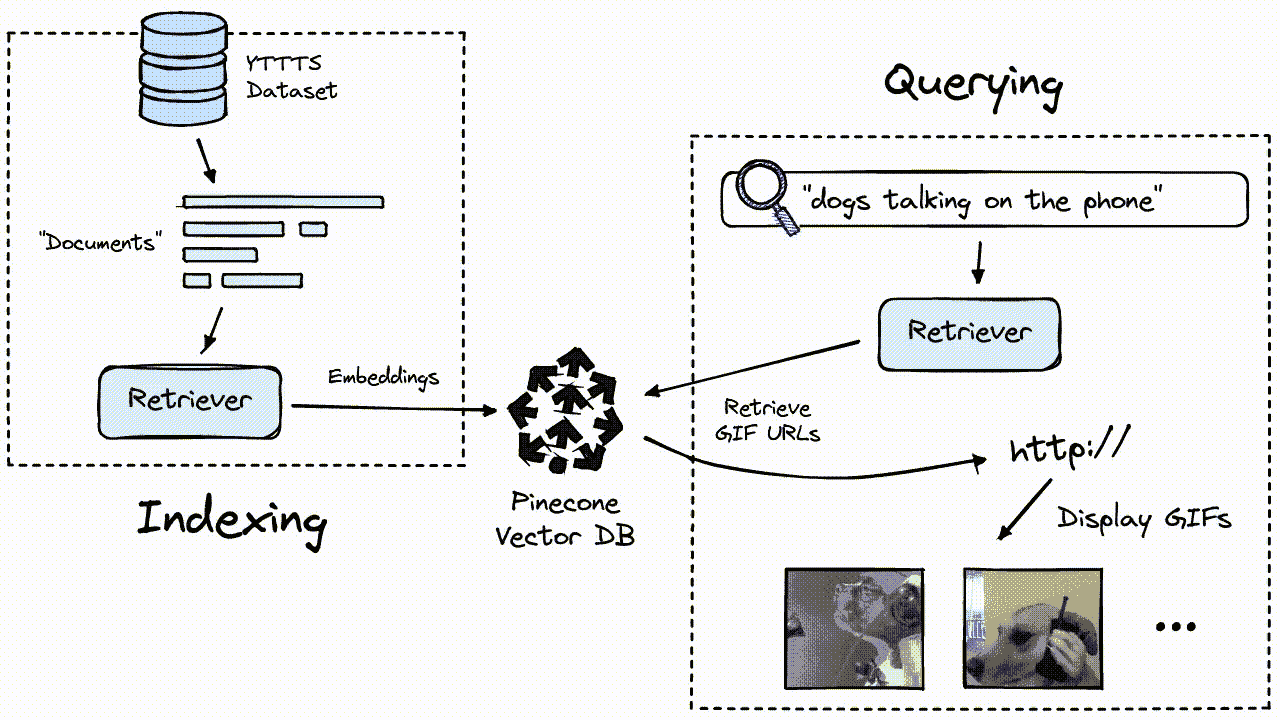 YTTTS
Dataset
"Documents"
Retriever
Embeddings
Indexing
Pinecone
Vector DB
Querying
"dogs talking on the phone"
Retriever
Retrieve
GIF URLs
http://
Display GIFs
...